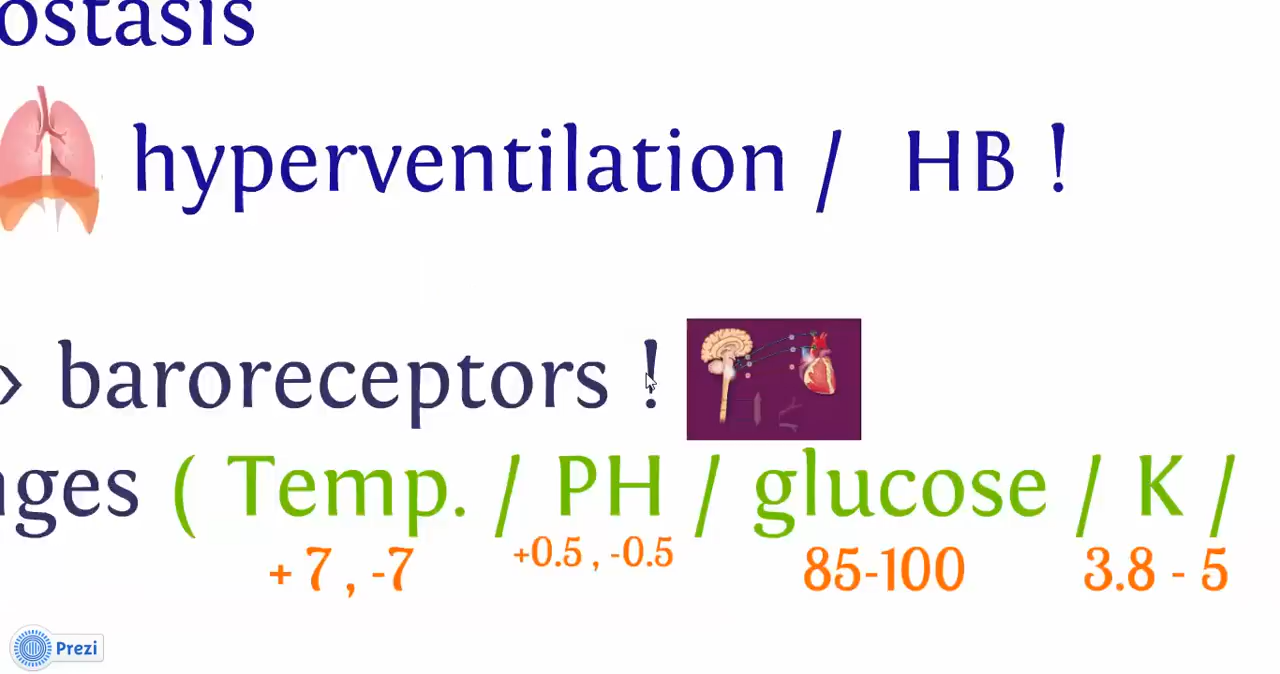 ostasis
hyperventilation / HB !
› baroreceptors !
nges ( Temp. / PH / glucose / K /
+ 7 , -7 +0.5 , -0.5 85-100 3.8 - 5
Prezi